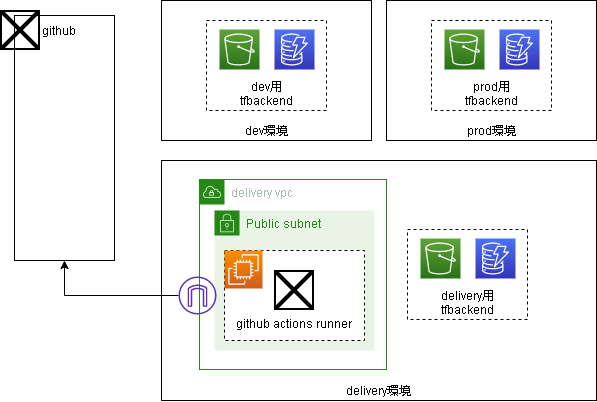 github
dev用
tfbackend
dev環境
prod用
tfbackend
prod環境
delivery vpc
Public subnet
github actions runner
delivery用
tfbackend
delivery環境